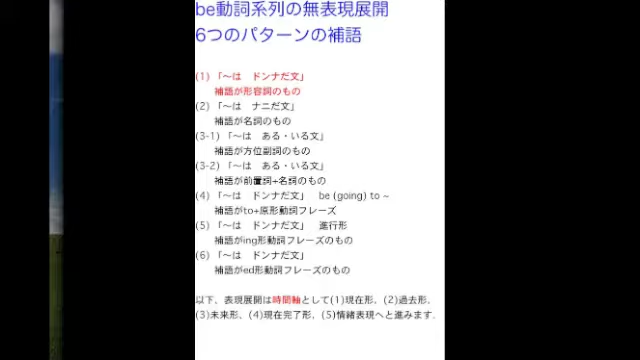 be動詞系列の無表現展開
6つのパターンの補語
(1) 「〜は　ドンナだ文」
補語が形容詞のもの
(2) 「〜は　ナニだ文」
補語が名詞のもの
(3-1) 「〜は　ある・いる文」
補語が方位副詞のもの
(3-2) 「〜は　ある・いる文」
補語が前置詞+名詞のもの
(4) 「〜は　ドンナだ文」　be (going) to ~
補語がto+原形動詞フレーズ
(5) 「〜は　ドンナだ文」　進行形
補語がing形動詞フレーズのもの
(6) 「〜は　ドンナだ文」
補語がed形動詞フレーズのもの
以下、表現展開は時間軸として(1)現在形、(2)過去形、
(3)未来形、(4)現在完了形、(5)情緒表現へと進みます.